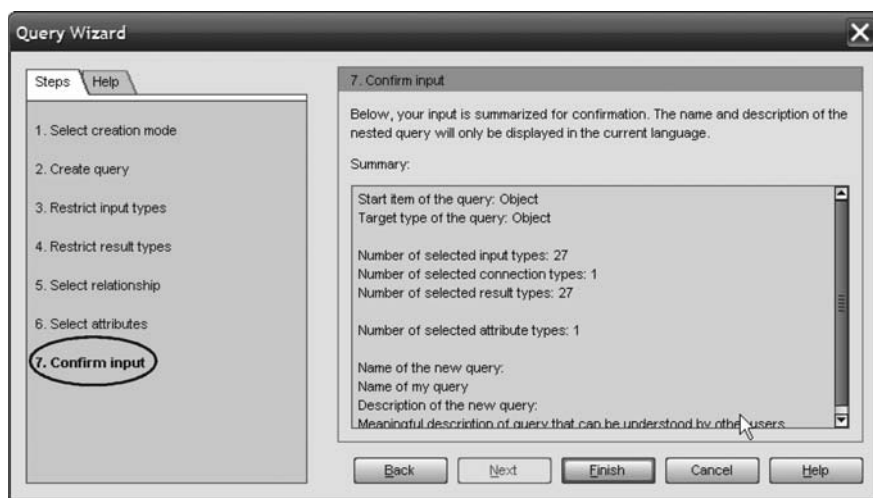 Query Wizard
Steps
Help
1. Select creation mode
2. Create query
3. Restrict input types
4. Restrict result types
5. Select relationship
6. Select attributes
7. Confirm input
7. Confirm input
Below, your input is summarized for confirmation. The name and description of the
nested query will only be displayed in the current language.
Summary:
Start item of the query: Object
Target type of the query: Object
Number of selected input types: 27
Number of selected connection types: 1
Number of selected result types: 27
Number of selected attribute types: 1
Name of the new query:
Name of my query
Description of the new query:
Meaningful description of query that can be understood by other users
Back
Next
Finish
Cancel
Help